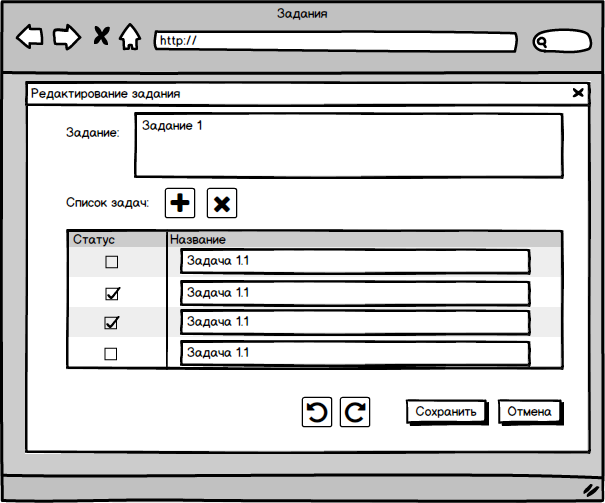 Задания
http://
Редактирование задания
Задание:
Задание 1
Список задач:
Статус Название
Задача 1.1
Задача 1.1
Задача 1.1
Задача 1.1
Сохранить Отмена